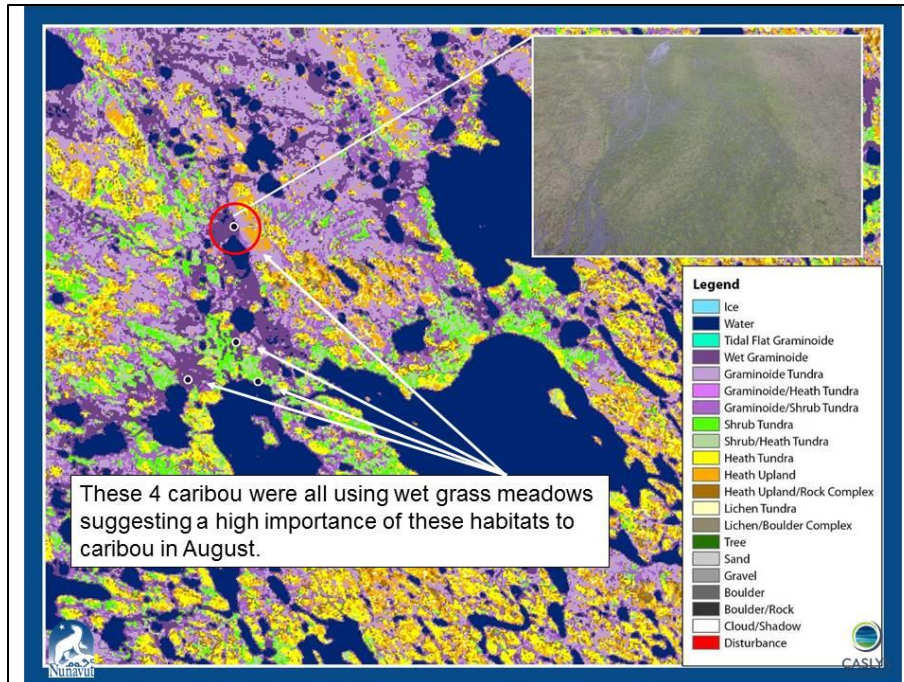 Legend
Ice
Water
Tidal Flat Graminoide
Wet Graminoide
Graminoide Tundra
Graminoide/Heath Tundra
Graminoide/Shrub Tundra
Shrub Tundra
Shrub/Heath Tundra
Heath Tundra
Heath Upland
Heath Upland/Rock Complex
Lichen Tundra
Lichen/Boulder Complex
Tree
Sand
Gravel
Boulder
Boulder/Rock
Cloud/Shadow
Disturbance
These 4 caribou were all using wet grass meadows
suggesting a high importance of these habitats to
caribou in August.
Nunavut